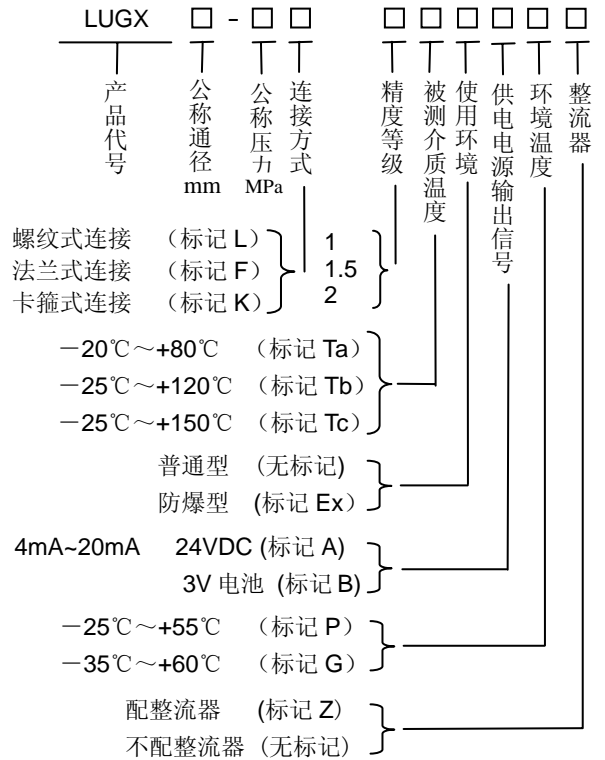 LUGX □ - □ □ □ □ □ □ □ □
产品代号
公称通径 mm
公称压力 MPa
连接方式
精度等级
被测介质温度
使用环境
供电电源输出信号
环境温度
整流器
螺纹式连接 （标记 L）
法兰式连接 （标记 F）
卡箍式连接 （标记 K）
1
1.5
2
－20℃～+80℃ （标记 Ta）
－25℃～+120℃ （标记 Tb）
－25℃～+150℃ （标记 Tc）
普通型 (无标记)
防爆型 (标记 Ex）
4mA~20mA 24VDC (标记 A)
3V 电池 (标记 B)
－25℃～+55℃ （标记 P）
－35℃～+60℃ （标记 G）
配整流器 (标记 Z）
不配整流器（无标记）